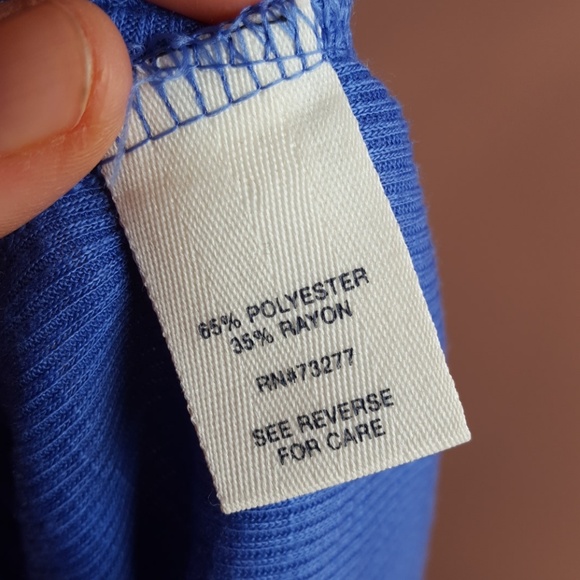 65% POLYESTER
35% RAYON
RN#73277
SEE REVERSE
FOR CARE